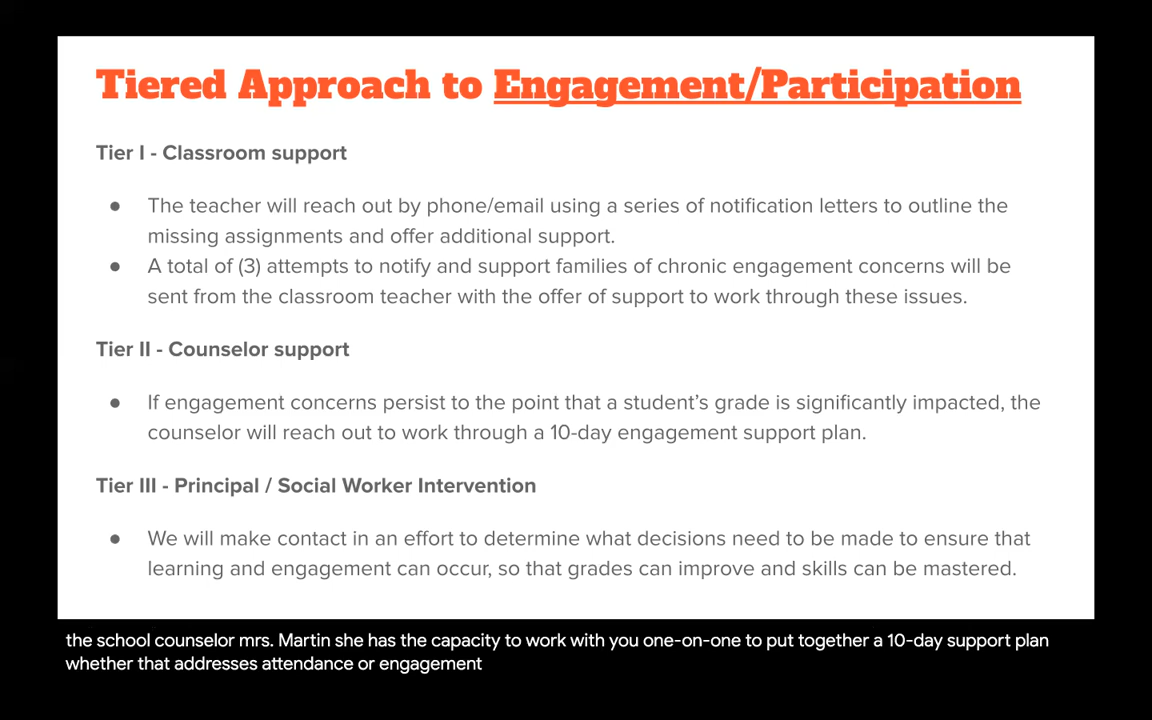 Tiered Approach to Engagement/Participation
Tier I - Classroom support
● The teacher will reach out by phone/email using a series of notification letters to outline the
missing assignments and offer additional support.
● A total of (3) attempts to notify and support families of chronic engagement concerns will be
sent from the classroom teacher with the offer of support to work through these issues.
Tier II - Counselor support
● If engagement concerns persist to the point that a student’s grade is significantly impacted, the
counselor will reach out to work through a 10-day engagement support plan.
Tier III - Principal / Social Worker Intervention
● We will make contact in an effort to determine what decisions need to be made to ensure that
learning and engagement can occur, so that grades can improve and skills can be mastered.
the school counselor mrs. Martin she has the capacity to work with you one-on-one to put together a 10-day support plan
whether that addresses attendance or engagement